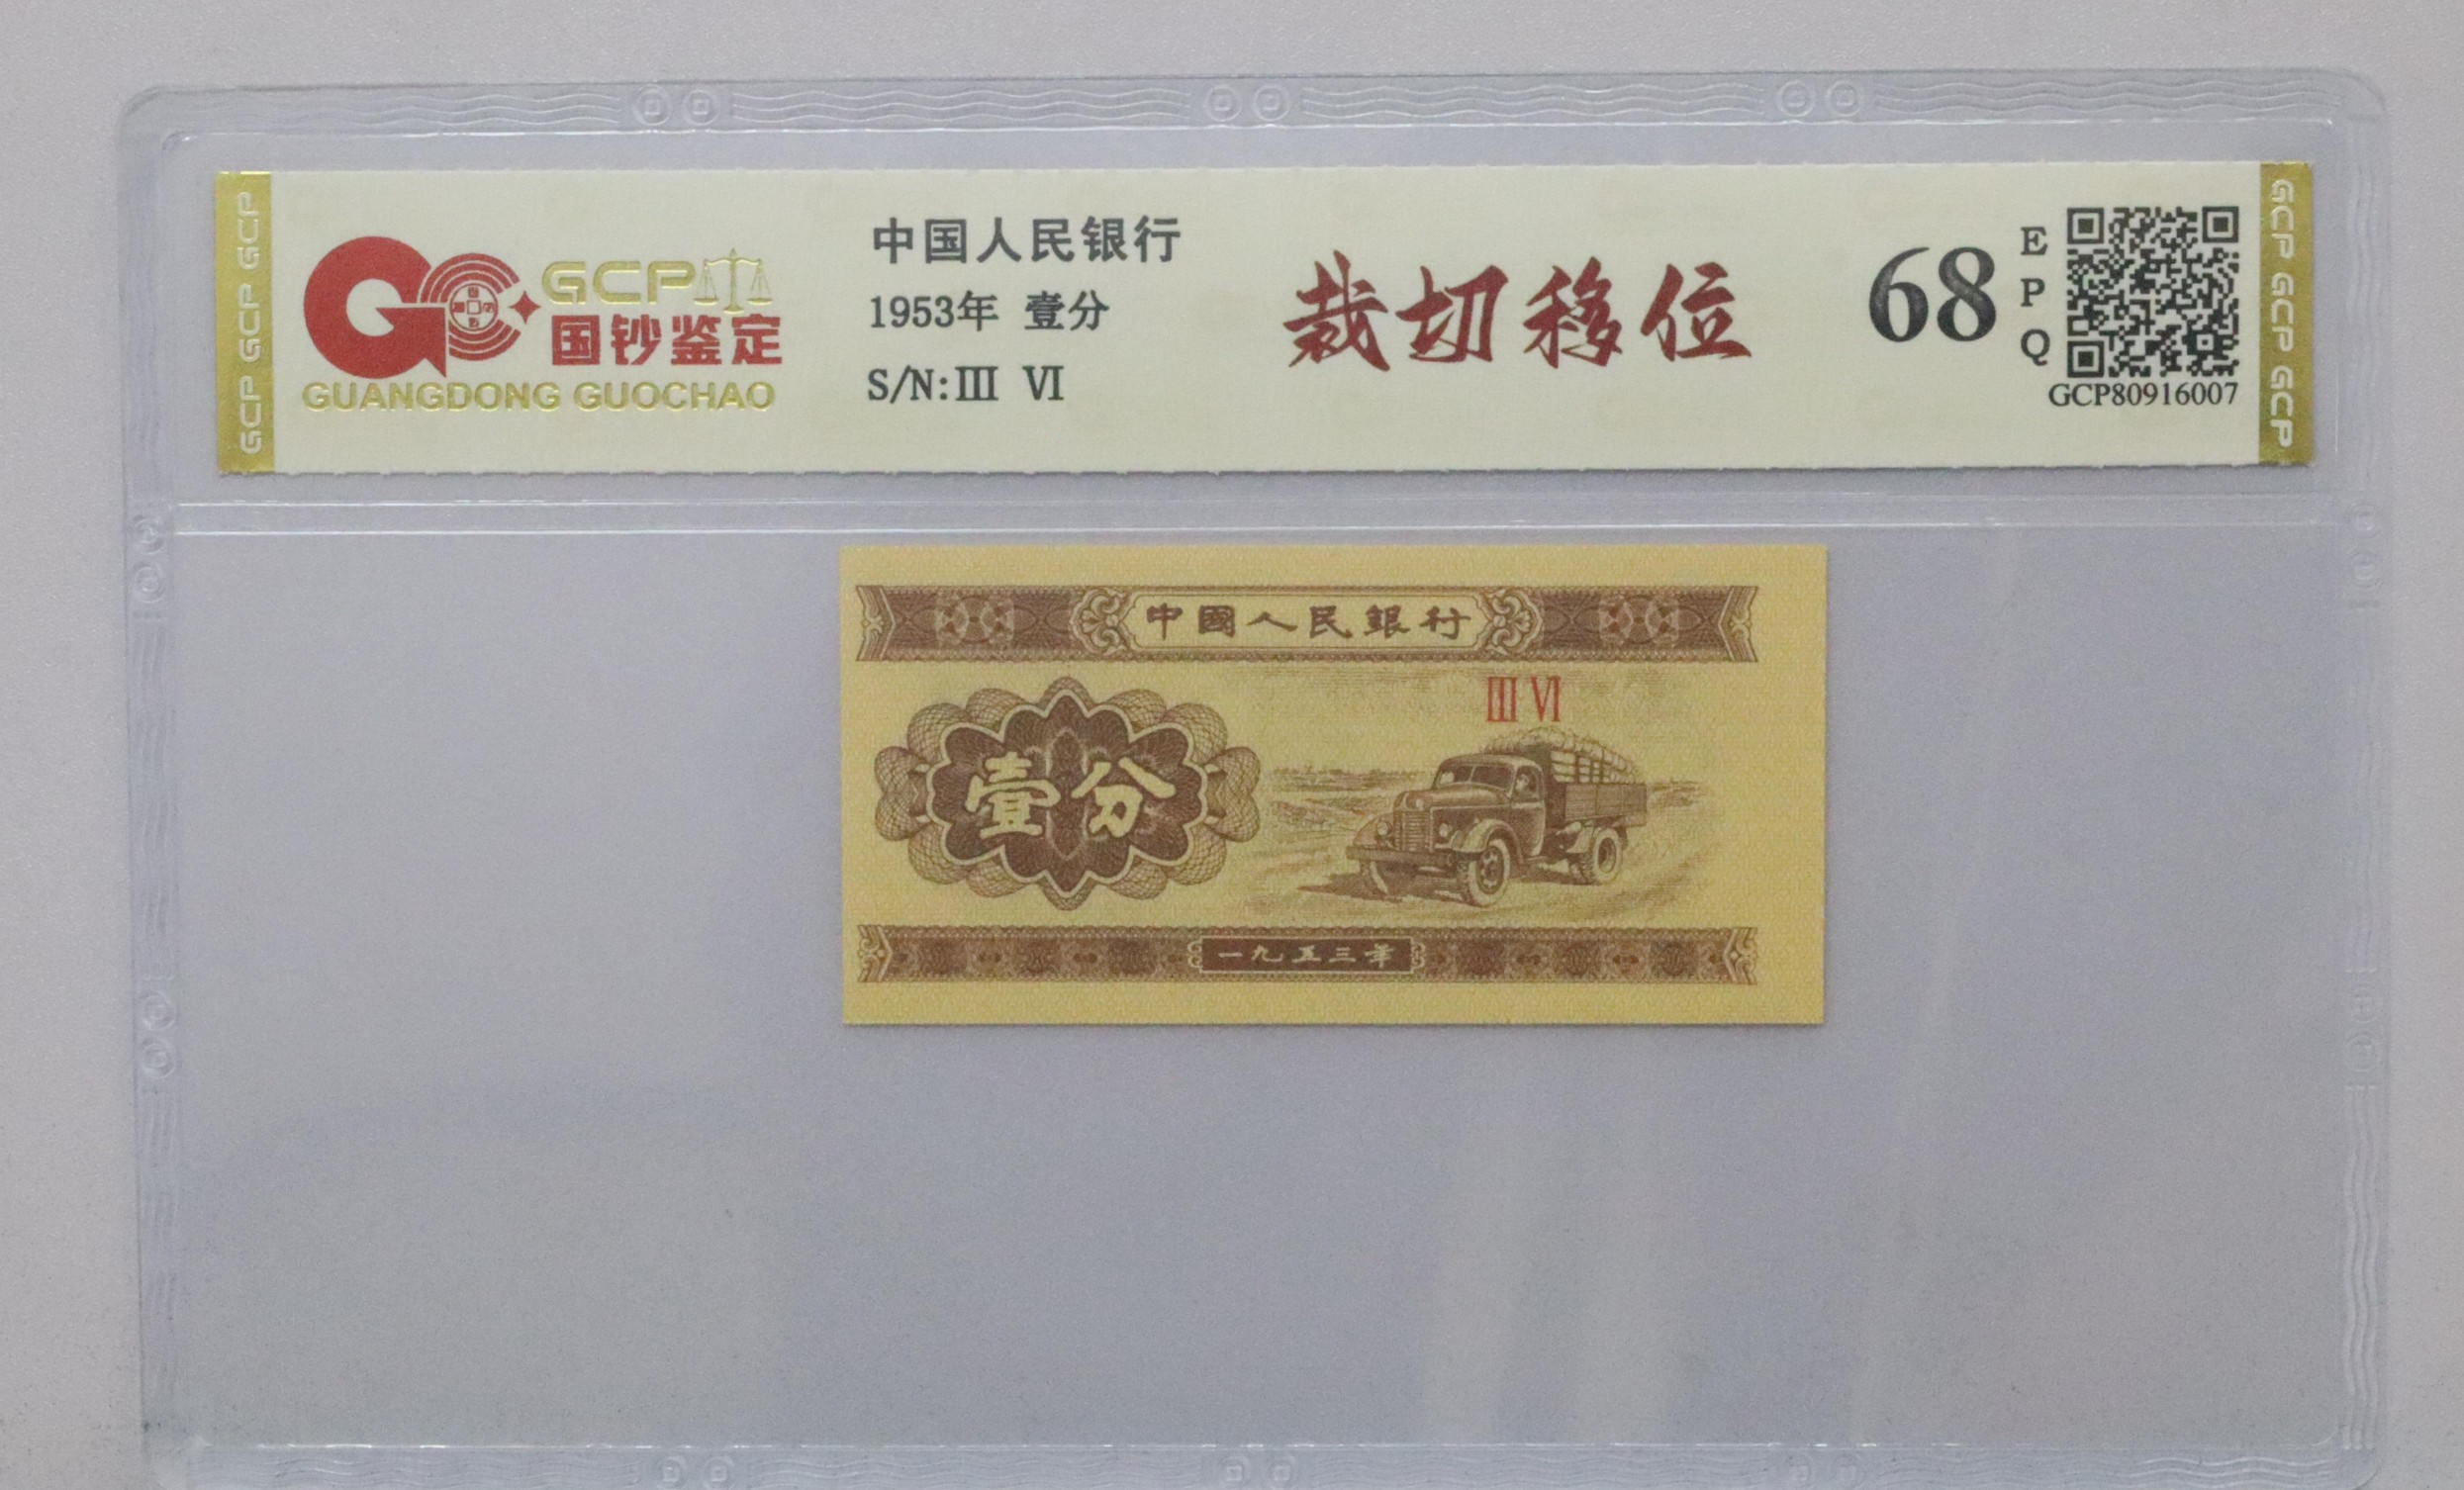 GCP GCP GCP
GCP
国钞鉴定
GUANGDONG GUOCHAO
中国人民银行
1953年 壹分
S/N:Ⅲ Ⅵ
裁切移位
68
E
P
Q
GCP80916007
GCP GCP GCP
中國人民銀行
Ⅲ Ⅵ
壹分
一九五三年